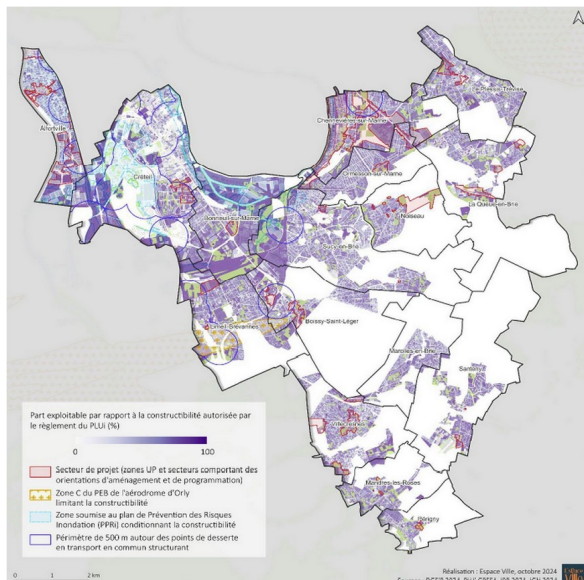 Le Plessis-Trévise
Alfortville
Chennevières-sur-Marne
Ormesson-sur-Marne
Créteil
La Queue-en-Brie
Noiseau
Bonneuil-sur-Marne
Sucy-en-Brie
Limeil-Brévannes
Boissy-Saint-Léger
Marolles-en-Brie
Santeny
Villecresnes
Mandres-les-Roses
Périgny
Part exploitable par rapport à la constructibilité autorisée par
le règlement du PLUi (%)
0 100
Secteur de projet (zones UP et secteurs comportant des
orientations d'aménagement et de programmation)
Zone C du PEB de l'aérodrome d'Orly
limitant la constructibilité
Zone soumise au plan de Prévention des Risques
Inondation (PPRi) conditionnant la constructibilité
Périmètre de 500 m autour des points de desserte
en transport en commun structurant
0 1 2 km
Réalisation : Espace Ville, octobre 2024